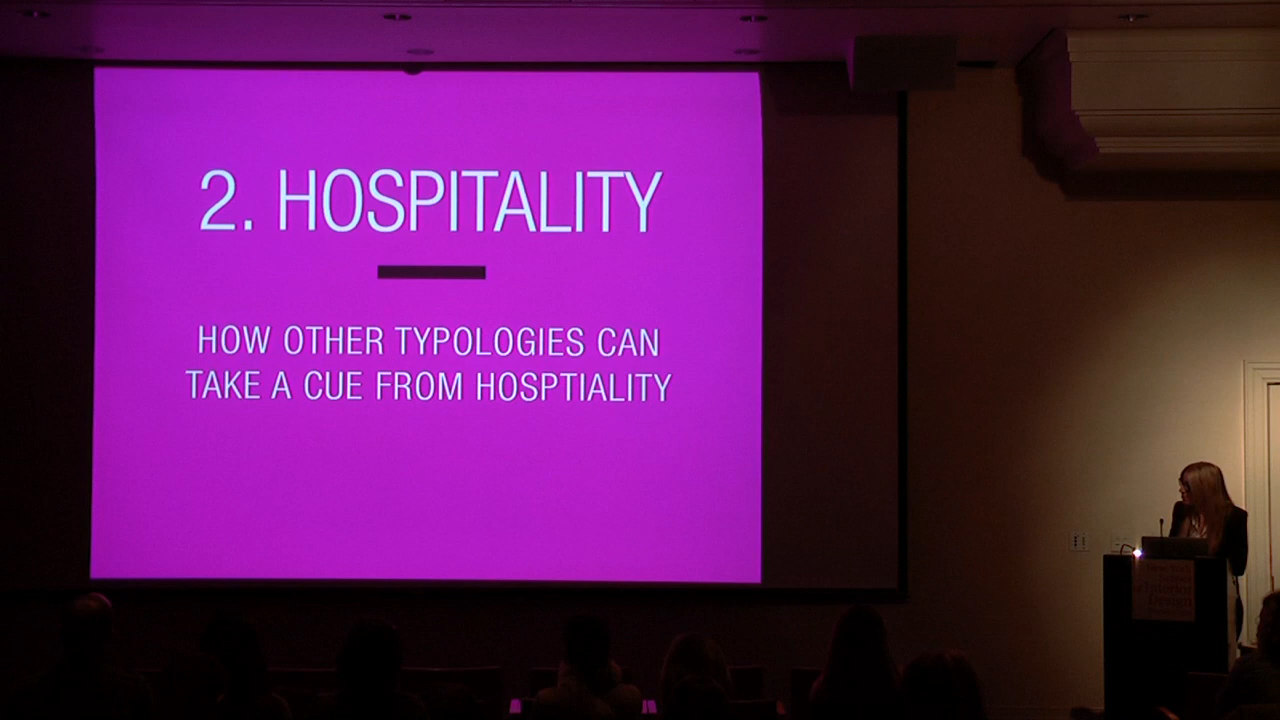 2. HOSPITALITY
HOW OTHER TYPOLOGIES CAN
TAKE A CUE FROM HOSPTIALITY